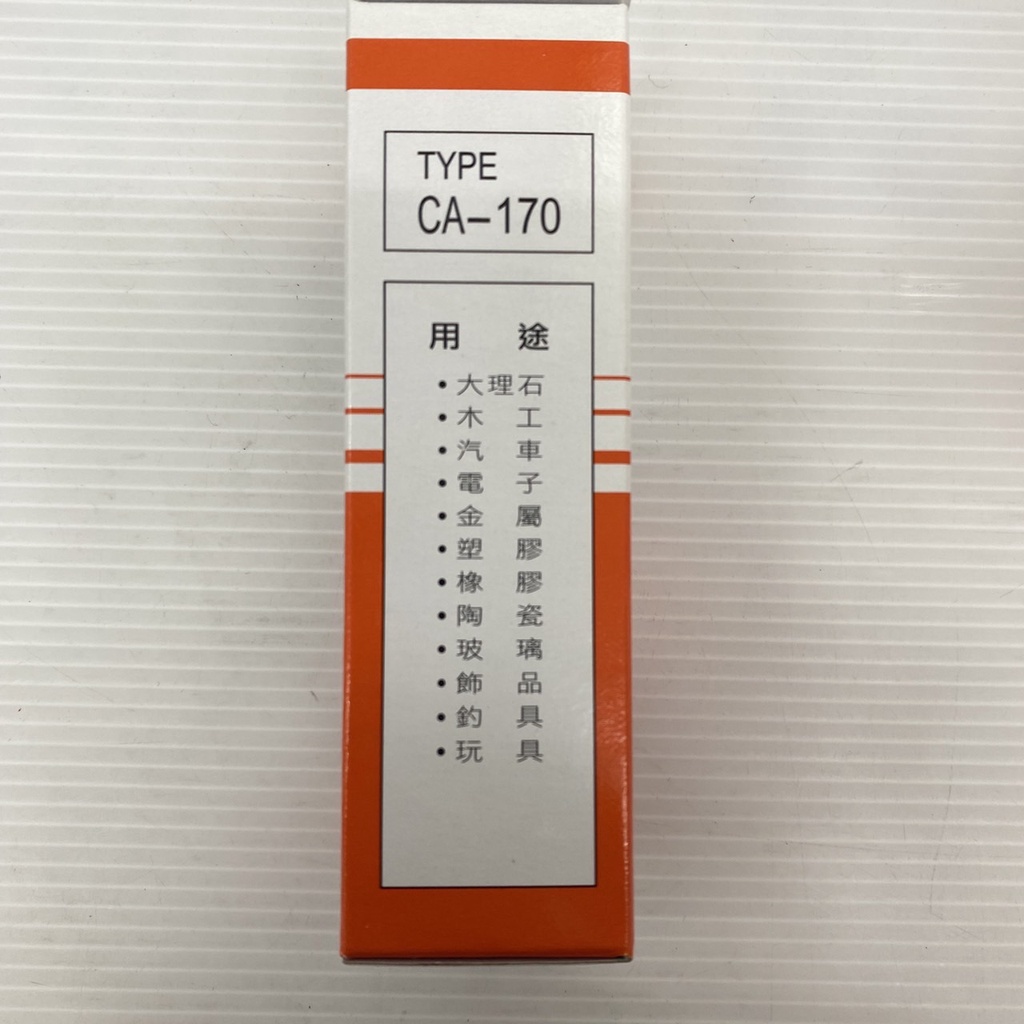 TYPE
CA-170
用途
•大理石
•木工
•汽車
•電子
•金屬
•塑膠
•橡膠
•陶瓷
•玻璃
•飾品
•釣具
•玩具